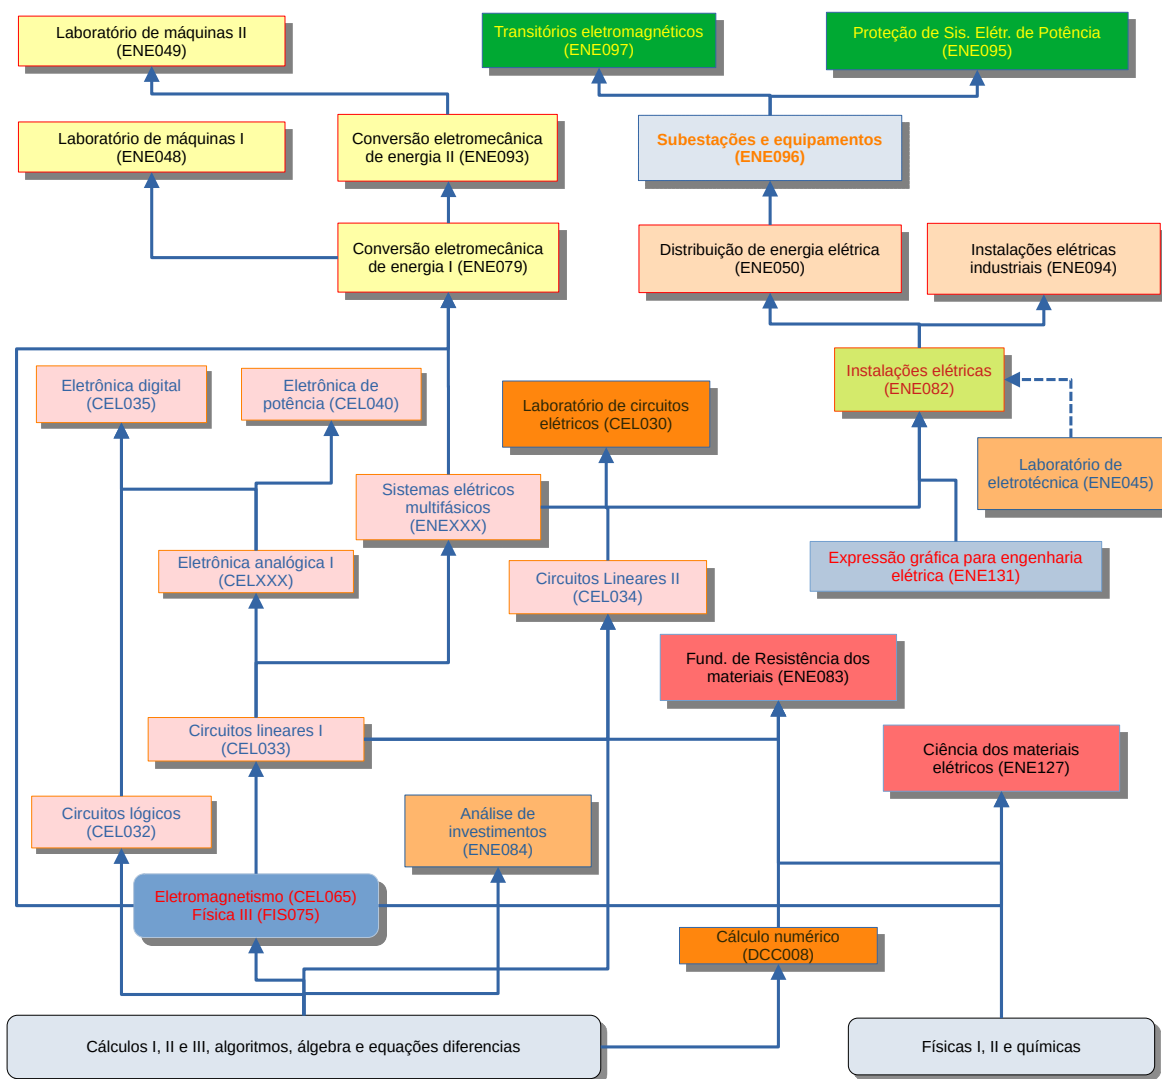 Laboratório de máquinas II
(ENE049)
Transitórios eletromagnéticos
(ENE097)
Proteção de Sis. Elétr. de Potência
(ENE095)
Laboratório de máquinas I
(ENE048)
Conversão eletromecânica
de energia II (ENE093)
Subestações e equipamentos
(ENE096)
Conversão eletromecânica
de energia I (ENE079)
Distribuição de energia elétrica
(ENE050)
Instalações elétricas
industriais (ENE094)
Eletrônica digital
(CEL035)
Eletrônica de
potência (CEL040)
Laboratório de circuitos
elétricos (CEL030)
Instalações elétricas
(ENE082)
Laboratório de
eletrotécnica (ENE045)
Sistemas elétricos
multifásicos
(ENEXXX)
Eletrônica analógica I
(CELXXX)
Circuitos Lineares II
(CEL034)
Expressão gráfica para engenharia
elétrica (ENE131)
Fund. de Resistência dos
materiais (ENE083)
Circuitos lineares I
(CEL033)
Ciência dos materiais
elétricos (ENE127)
Circuitos lógicos
(CEL032)
Análise de
investimentos
(ENE084)
Eletromagnetismo (CEL065)
Física III (FIS075)
Cálculo numérico
(DCC008)
Cálculos I, II e III, algoritmos, álgebra e equações diferencias
Físicas I, II e químicas